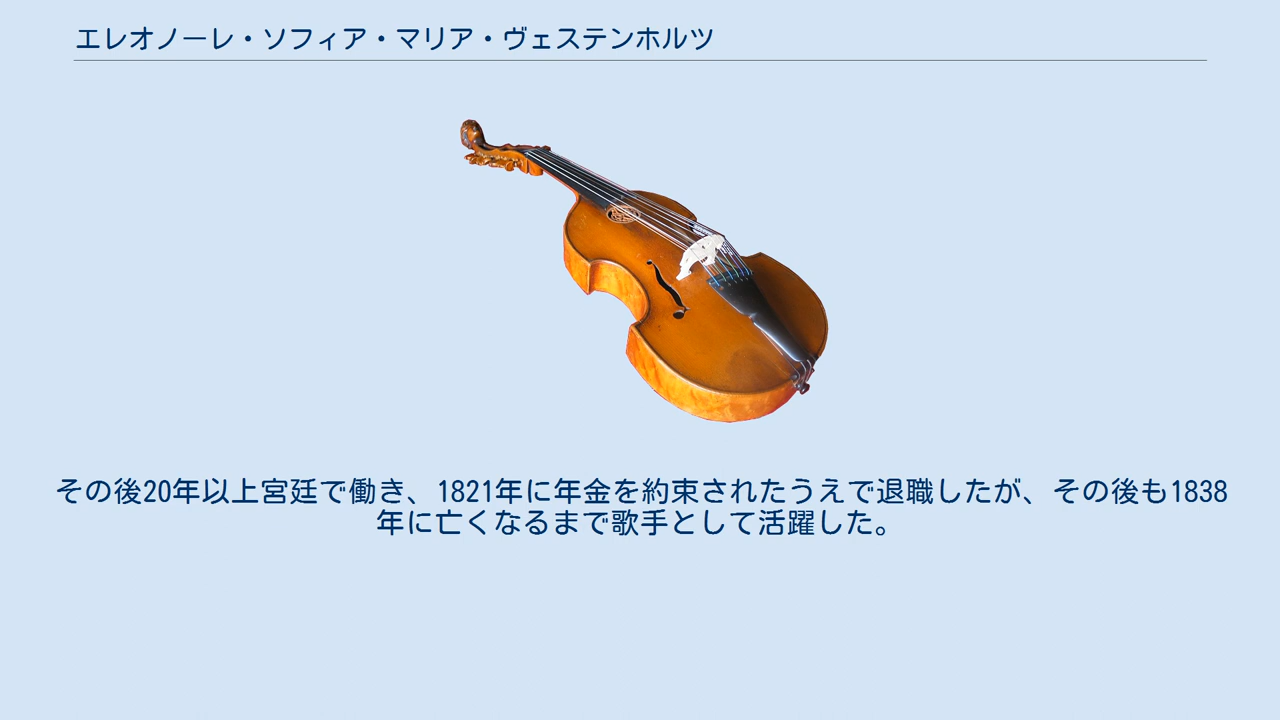 エレオノーレ・ソフィア・マリア・ヴェステンホルツ
その後20年以上宮廷で働き、1821年に年金を約束されたうえで退職したが、その後も1838
年に亡くなるまで歌手として活躍した。